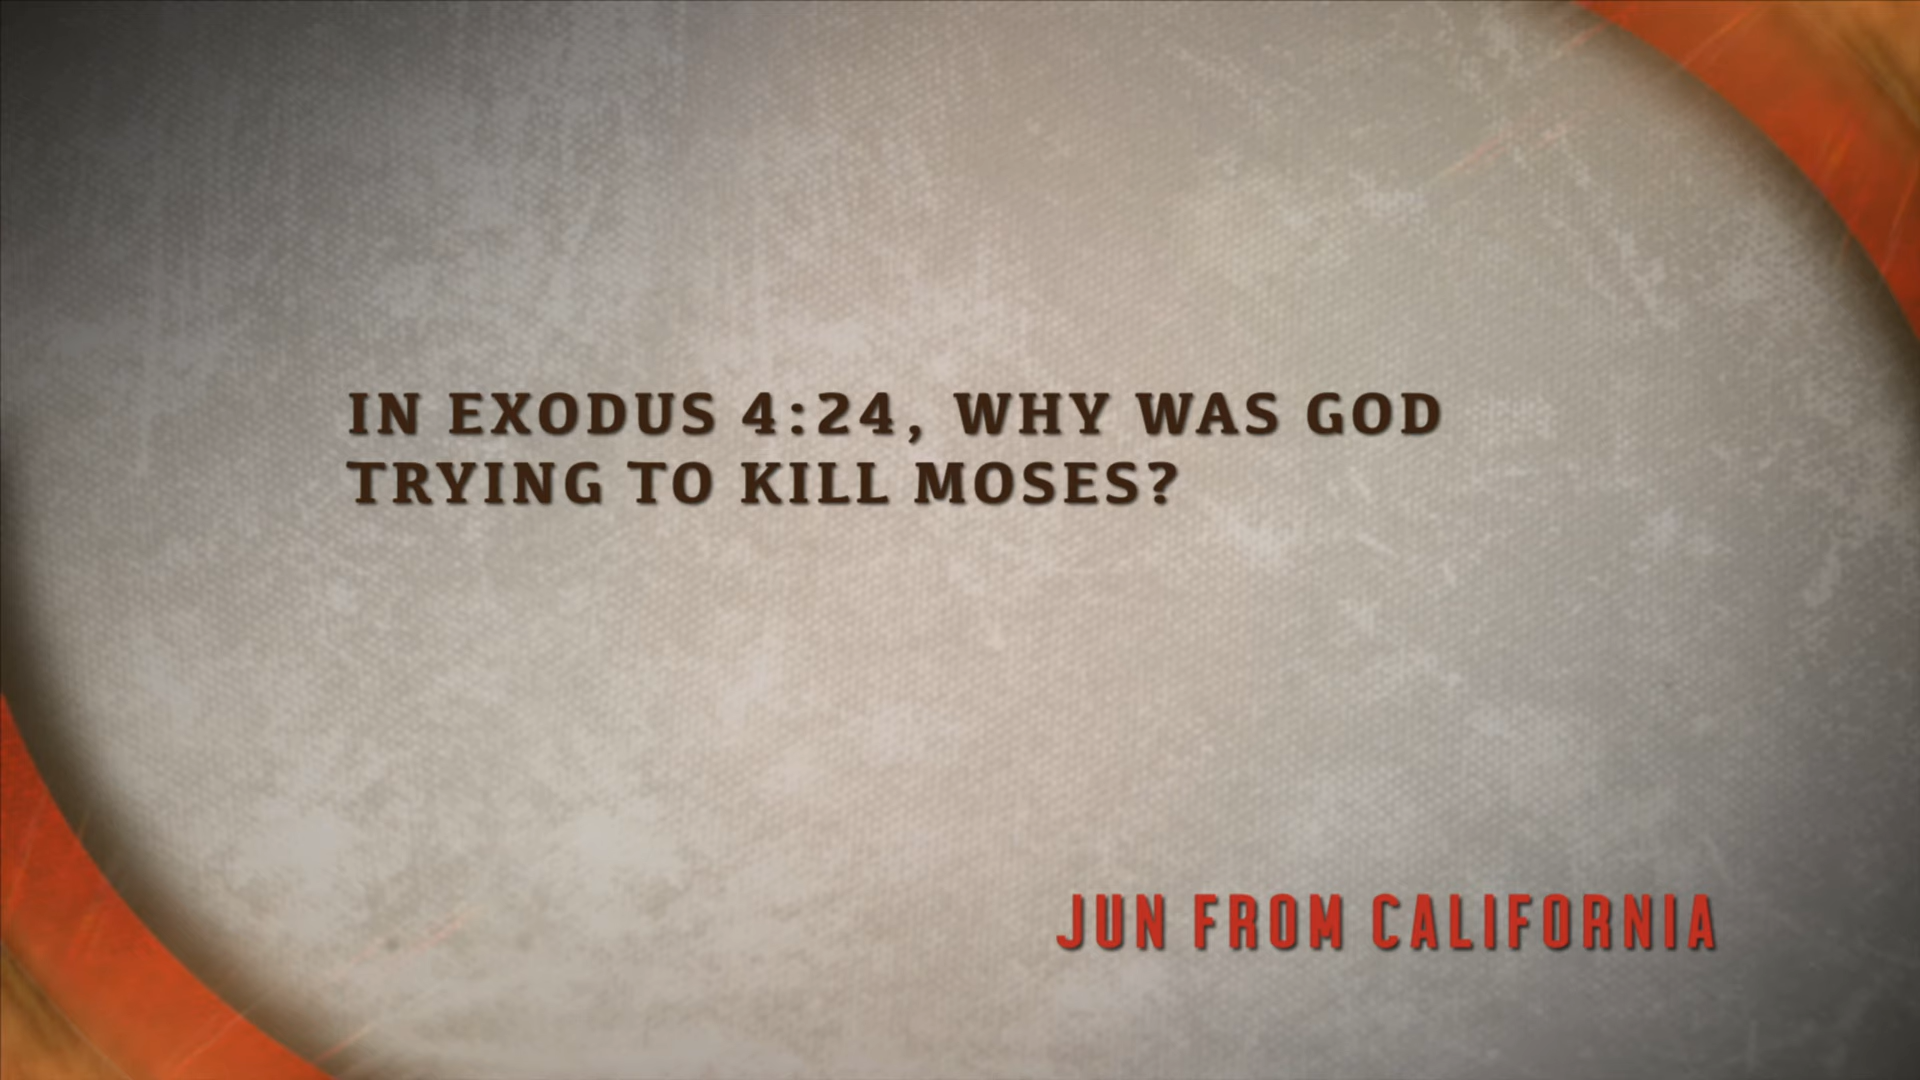 IN EXODUS 4:24, WHY WAS GOD
TRYING TO KILL MOSES?
JUN FROM CALIFORNIA